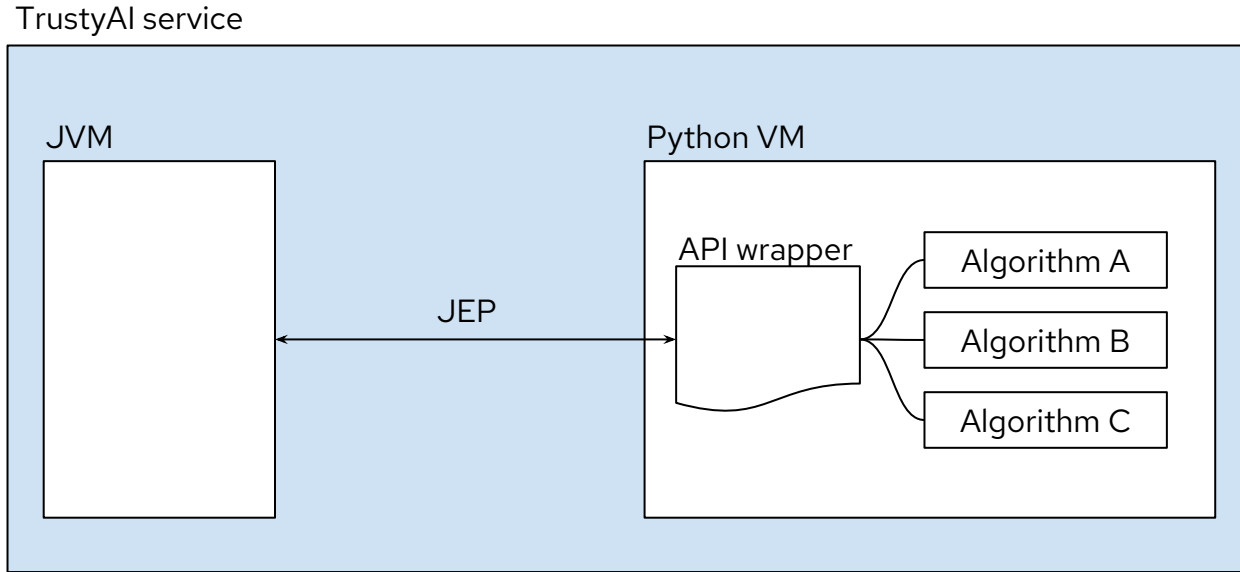 TrustyAI service
JVM
Python VM
API wrapper
Algorithm A
JEP
Algorithm B
Algorithm C